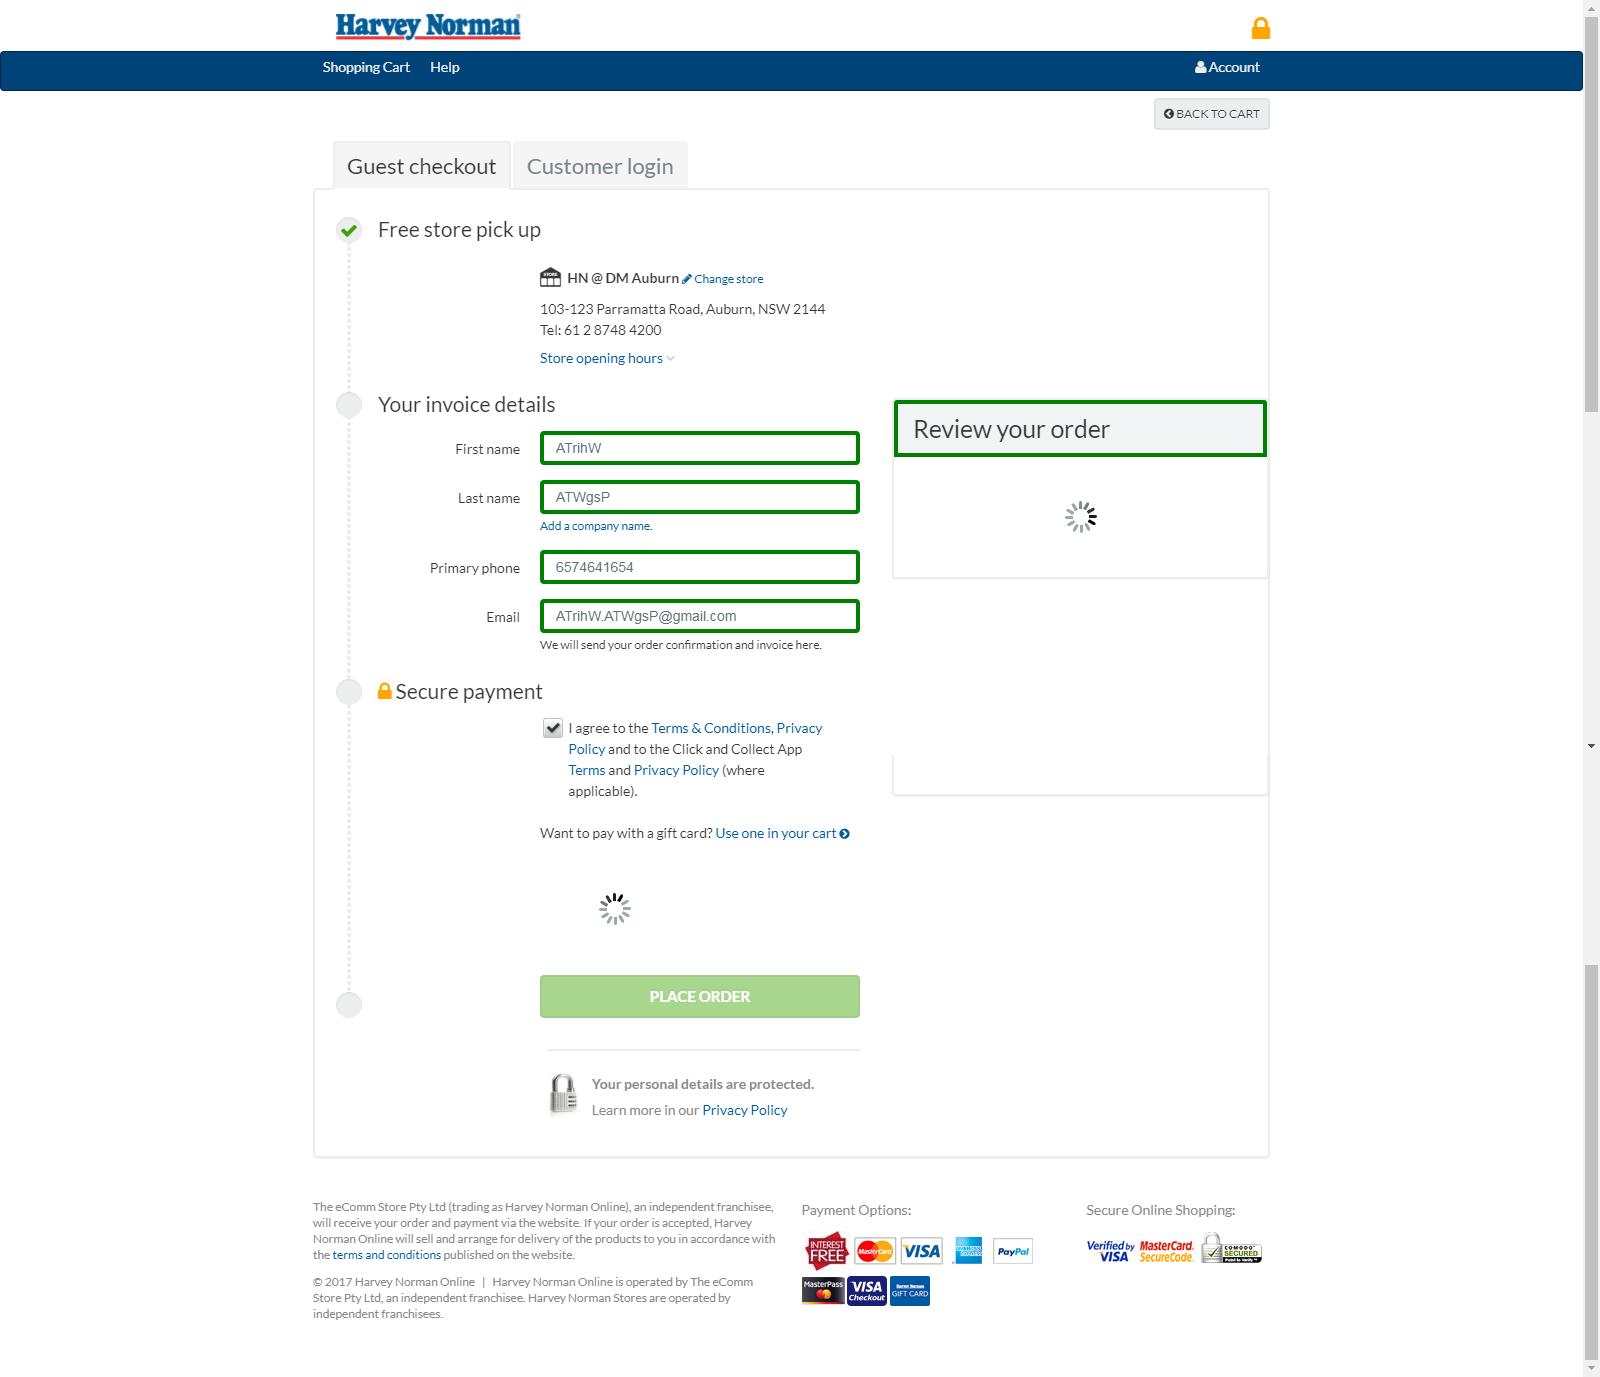 Harvey Norman
Shopping Cart Help Account
BACK TO CART
Guest checkout Customer login
Free store pick up
STORE HN @ DM Auburn Change store
103-123 Parramatta Road, Auburn, NSW 2144
Tel: 61 2 8748 4200
Store opening hours
Your invoice details
First name ATrihW
Last name ATWgsP
Add a company name.
Primary phone 6574641654
Email ATrihW.ATWgsP@gmail.com
We will send your order confirmation and invoice here.
Review your order
Secure payment
I agree to the Terms & Conditions, Privacy
Policy and to the Click and Collect App
Terms and Privacy Policy (where
applicable).
Want to pay with a gift card? Use one in your cart
PLACE ORDER
Your personal details are protected.
Learn more in our Privacy Policy
The eComm Store Pty Ltd (trading as Harvey Norman Online), an independent franchisee,
will receive your order and payment via the website. If your order is accepted, Harvey
Norman Online will sell and arrange for delivery of the products to you in accordance with
the terms and conditions published on the website.
© 2017 Harvey Norman Online | Harvey Norman Online is operated by The eComm
Store Pty Ltd, an independent franchisee. Harvey Norman Stores are operated by
independent franchisees.
Payment Options:
INTEREST
FREE
MasterCard
VISA
AMERICAN
EXPRESS
PayPal
MasterPass
VISA
Checkout
Harvey Norman
GIFT CARD
Secure Online Shopping:
Verified by
VISA
MasterCard.
SecureCode.
COMODO
SECURED
Point to Verify